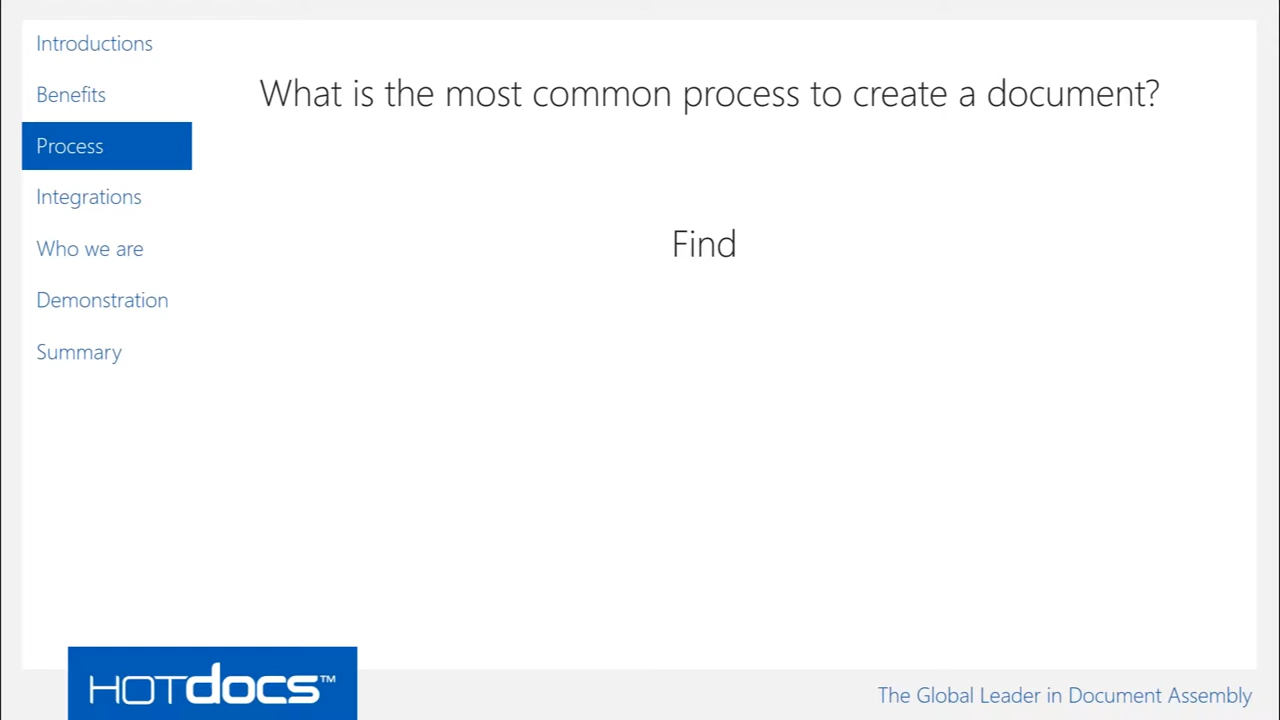 Introductions
Benefits
Process
Integrations
Who we are
Demonstration
Summary
What is the most common process to create a document?
Find
HOTdocs™
The Global Leader in Document Assembly